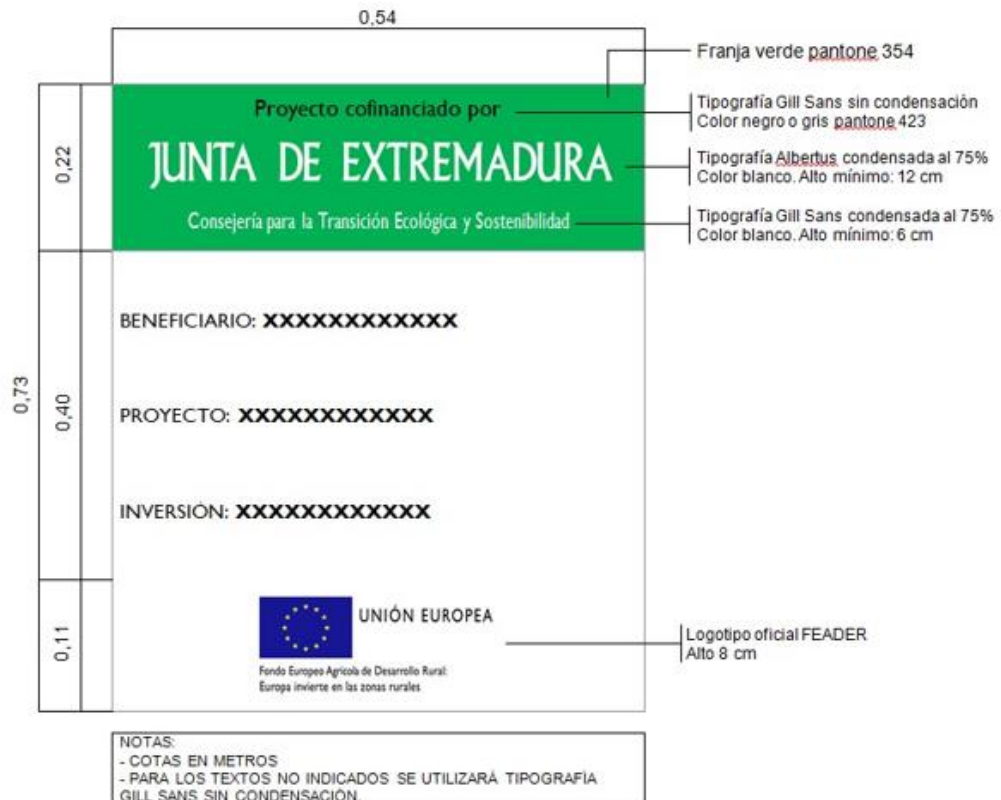 0,54
Franja verde pantone 354
Proyecto cofinanciado por
Tipografía Gill Sans sin condensación
Color negro o gris pantone 423
0,22
JUNTA DE EXTREMADURA
Tipografía Albertus condensada al 75%
Color blanco. Alto mínimo: 12 cm
Consejería para la Transición Ecológica y Sostenibilidad
Tipografía Gill Sans condensada al 75%
Color blanco. Alto mínimo: 6 cm
BENEFICIARIO: XXXXXXXXXXXX
0,73
0,40
PROYECTO: XXXXXXXXXXXX
INVERSIÓN: XXXXXXXXXXXX
0,11
UNIÓN EUROPEA
Fondo Europeo Agrícola de Desarrollo Rural:
Europa invierte en las zonas rurales
Logotipo oficial FEADER
Alto 8 cm
NOTAS:
- COTAS EN METROS
- PARA LOS TEXTOS NO INDICADOS SE UTILIZARÁ TIPOGRAFÍA
GILL SANS SIN CONDENSACIÓN.